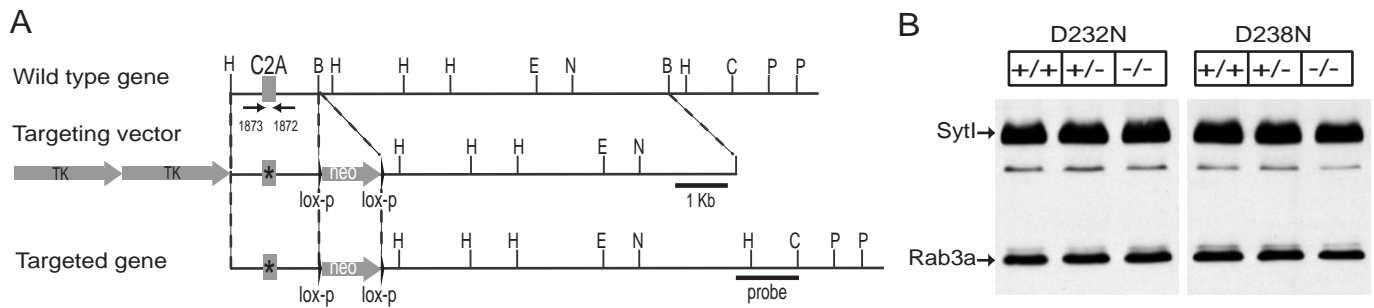 A
H C2A B H H H E N B H C P P
Wild type gene
1873 1872
Targeting vector
H H H E N
TK TK * neo
lox-p lox-p
1 Kb
H H H E N H C P P
Targeted gene
* neo
lox-p lox-p
probe
B
D232N D238N
+/+ +/- -/- +/+ +/- -/-
SytI
Rab3a